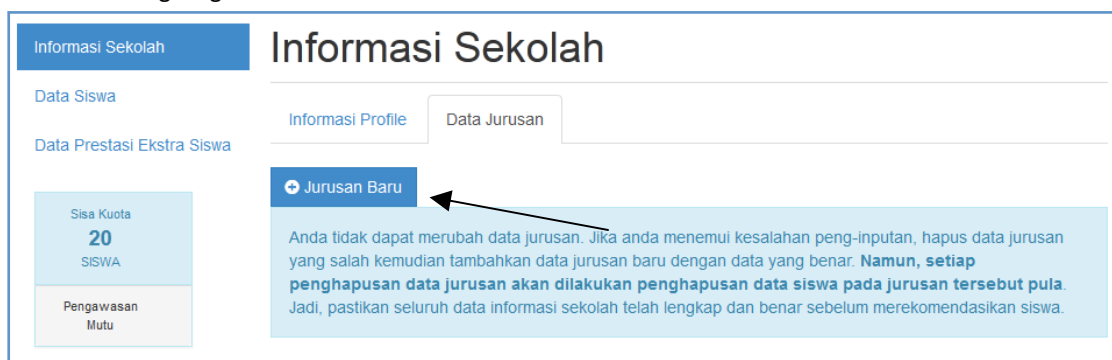 Informasi Sekolah
Data Siswa
Data Prestasi Ekstra Siswa
Sisa Kuota
20
SISWA
Pengawasan
Mutu
Informasi Sekolah
Informasi Profile
Data Jurusan
Jurusan Baru
Anda tidak dapat merubah data jurusan. Jika anda menemui kesalahan peng-inputan, hapus data jurusan
yang salah kemudian tambahkan data jurusan baru dengan data yang benar. Namun, setiap
penghapusan data jurusan akan dilakukan penghapusan data siswa pada jurusan tersebut pula.
Jadi, pastikan seluruh data informasi sekolah telah lengkap dan benar sebelum merekomendasikan siswa.